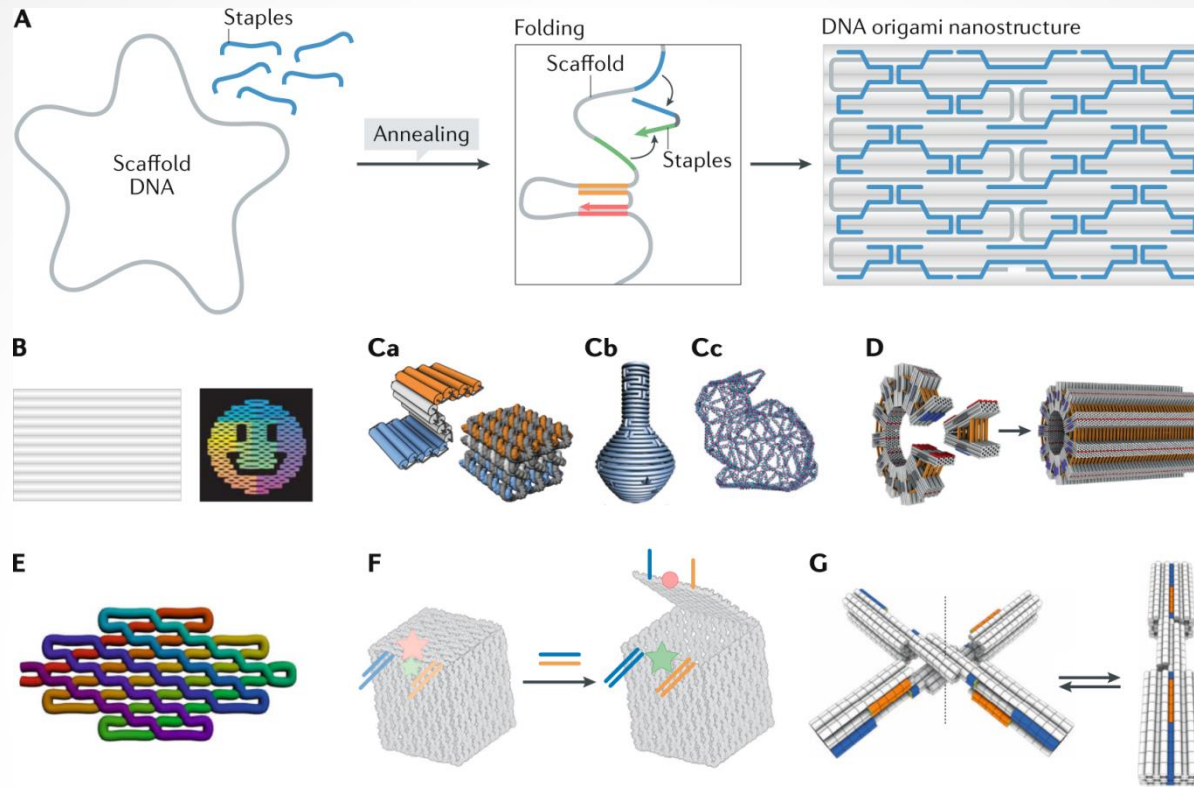 A
Staples
Scaffold
DNA
Annealing
Folding
Scaffold
Staples
DNA origami nanostructure
B
Ca
Cb
Cc
D
E
F
G